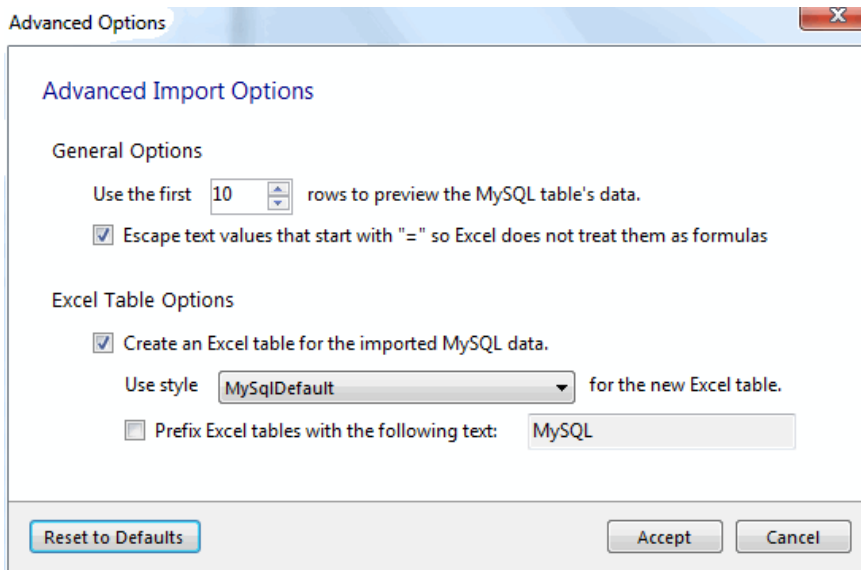 Advanced Options
Advanced Import Options
General Options
Use the first 10 rows to preview the MySQL table's data.
Escape text values that start with "=" so Excel does not treat them as formulas
Excel Table Options
Create an Excel table for the imported MySQL data.
Use style MySqlDefault for the new Excel table.
Prefix Excel tables with the following text: MySQL
Reset to Defaults Accept Cancel